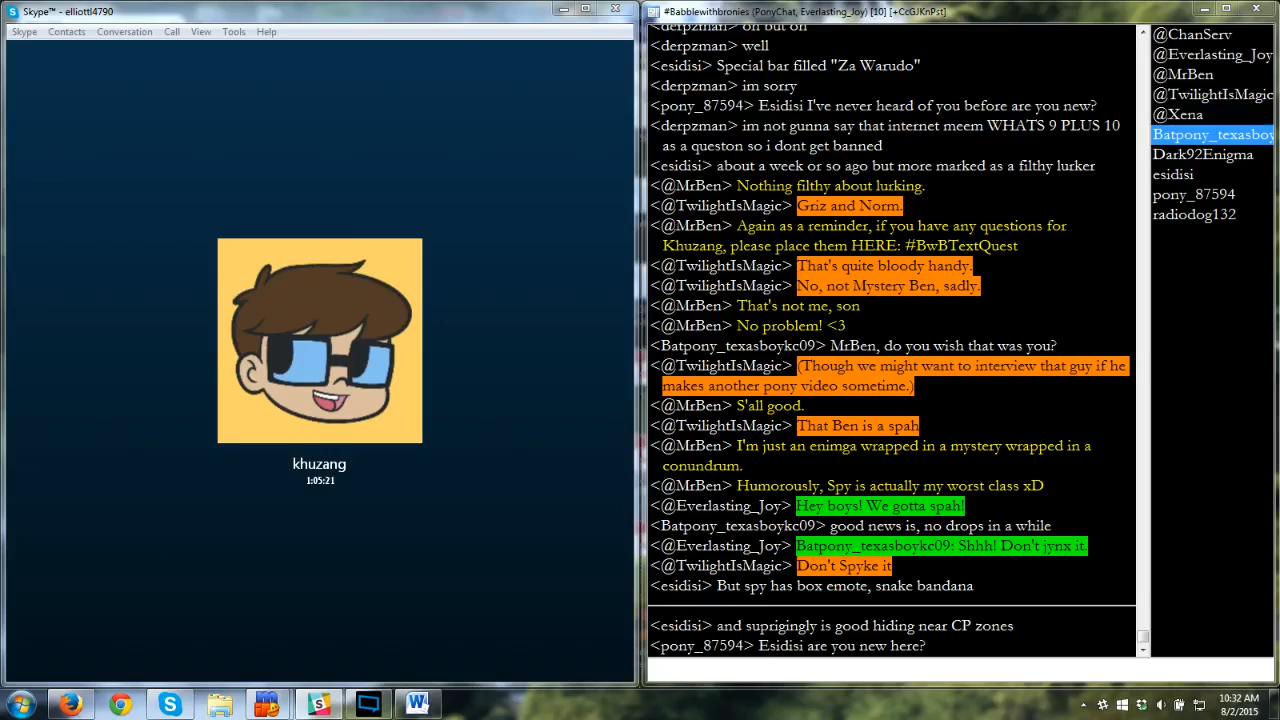 Skype™ - elliottl4790
Skype Contacts Conversation Call View Tools Help
khuzang
1:05:21
#Babblewithbronies (PonyChat, Everlasting_Joy) [10] [+CcGJKnPst]
<derpzman> oh but on
<derpzman> well
<esidisi> Special bar filled "Za Warudo"
<derpzman> im sorry
<pony_87594> Esidisi I've never heard of you before are you new?
<derpzman> im not gunna say that internet meem WHATS 9 PLUS 10
as a queston so i dont get banned
<esidisi> about a week or so ago but more marked as a filthy lurker
<@MrBen> Nothing filthy about lurking.
<@TwilightIsMagic> Griz and Norm.
<@MrBen> Again as a reminder, if you have any questions for
Khuzang, please place them HERE: #BwBTextQuest
<@TwilightIsMagic> That's quite bloody handy.
<@TwilightIsMagic> No, not Mystery Ben, sadly.
<@MrBen> That's not me, son
<@MrBen> No problem! <3
<Batpony_texasboykc09> MrBen, do you wish that was you?
<@TwilightIsMagic> (Though we might want to interview that guy if he
makes another pony video sometime.)
<@MrBen> S'all good.
<@TwilightIsMagic> That Ben is a spah
<@MrBen> I'm just an enimga wrapped in a mystery wrapped in a
conundrum.
<@MrBen> Humorously, Spy is actually my worst class xD
<@Everlasting_Joy> Hey boys! We gotta spah!
<Batpony_texasboykc09> good news is, no drops in a while
<@Everlasting_Joy> Batpony_texasboykc09: Shhh! Don't jynx it.
<@TwilightIsMagic> Don't Spyke it
<esidisi> But spy has box emote, snake bandana
<esidisi> and suprigingly is good hiding near CP zones
<pony_87594> Esidisi are you new here?
@ChanServ
@Everlasting_Joy
@MrBen
@TwilightIsMagic
@Xena
Batpony_texasboy
Dark92Enigma
esidisi
pony_87594
radiodog132
10:32 AM
8/2/2015